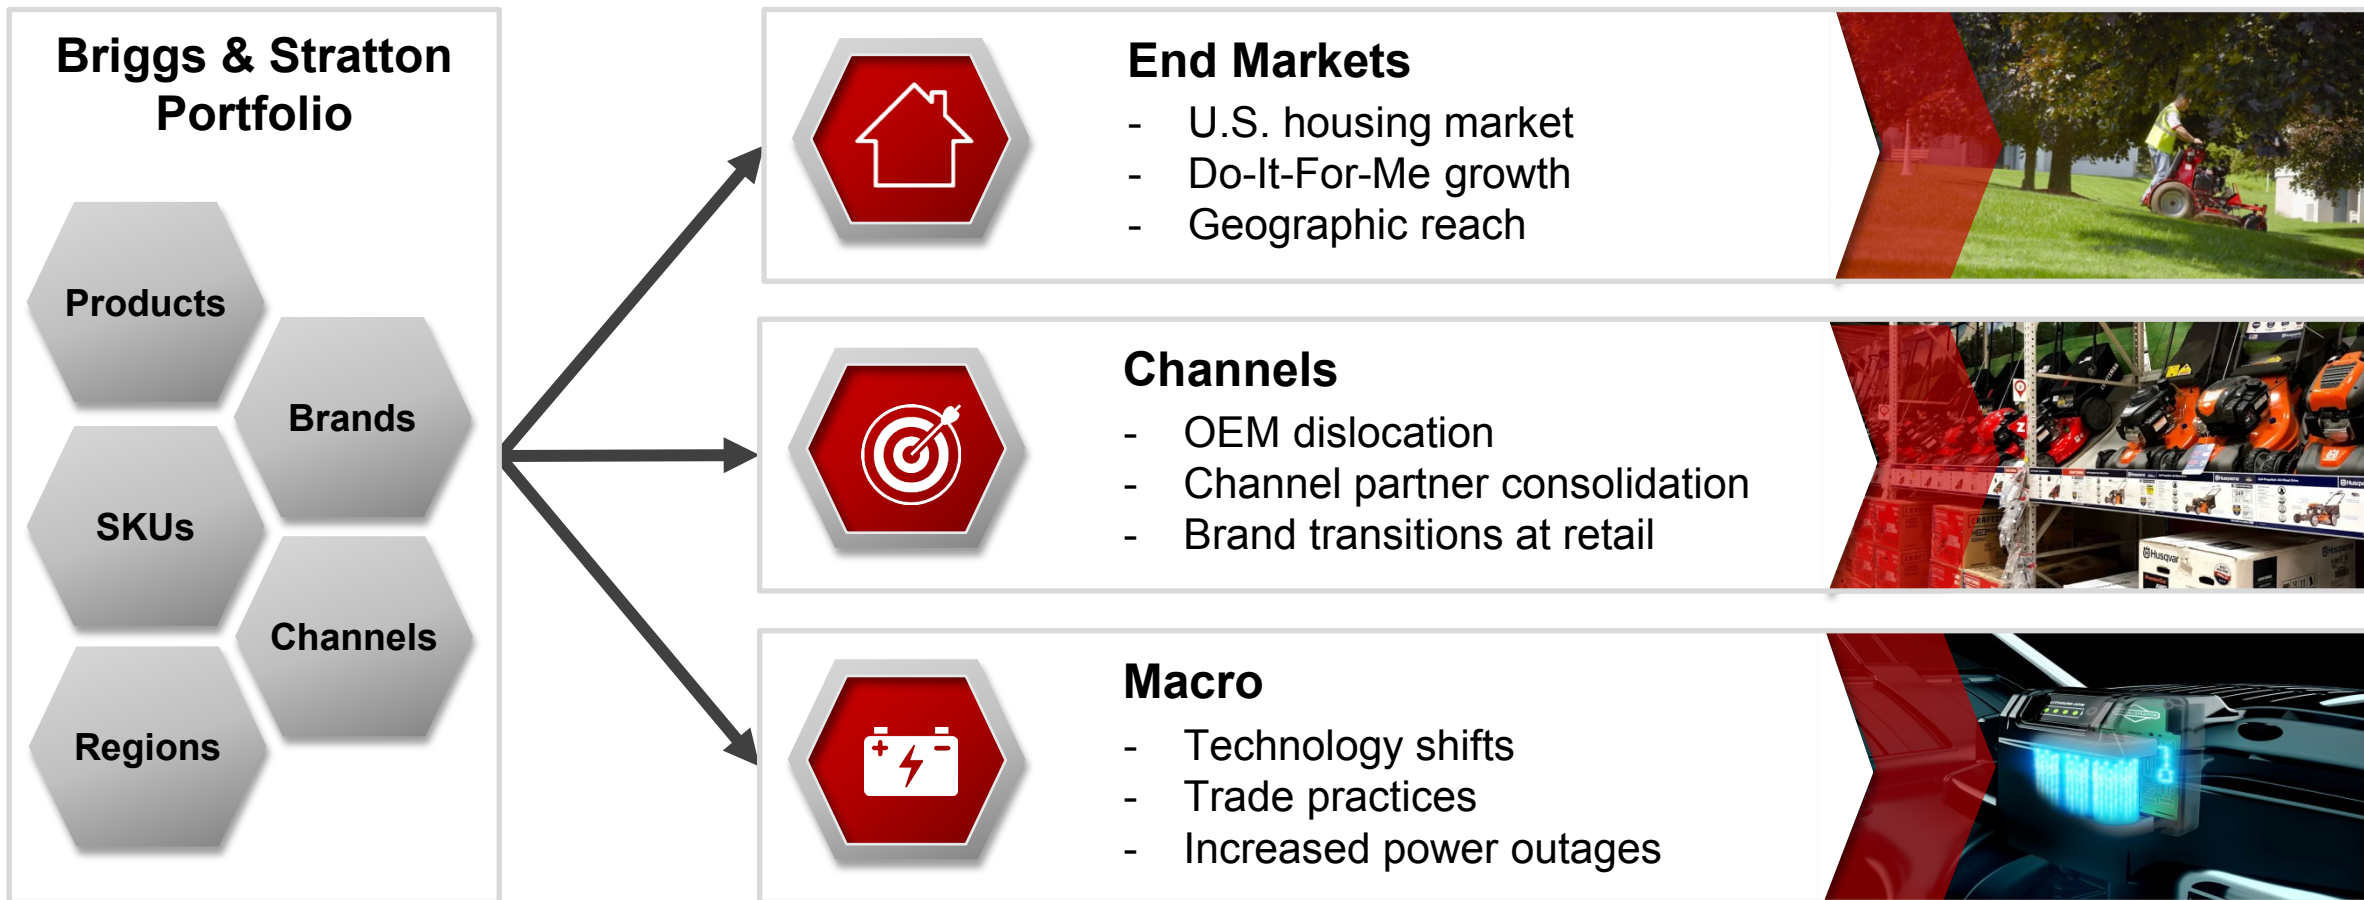 Briggs & Stratton
Portfolio
Products
Brands
SKUs
Channels
Regions
End Markets
- U.S. housing market
- Do-It-For-Me growth
- Geographic reach
Channels
- OEM dislocation
- Channel partner consolidation
- Brand transitions at retail
Husqvarna
Macro
- Technology shifts
- Trade practices
- Increased power outages